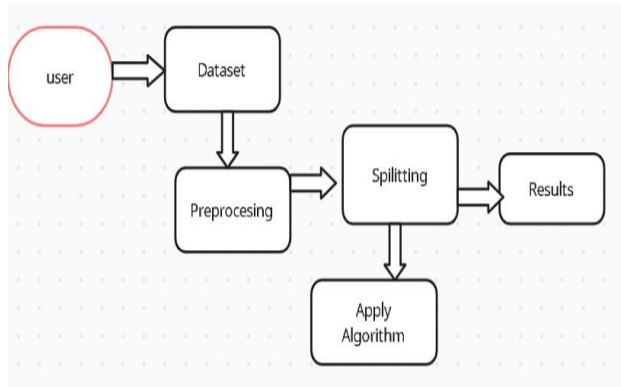 user
Dataset
Preprocesing
Spilitting
Results
Apply
Algorithm